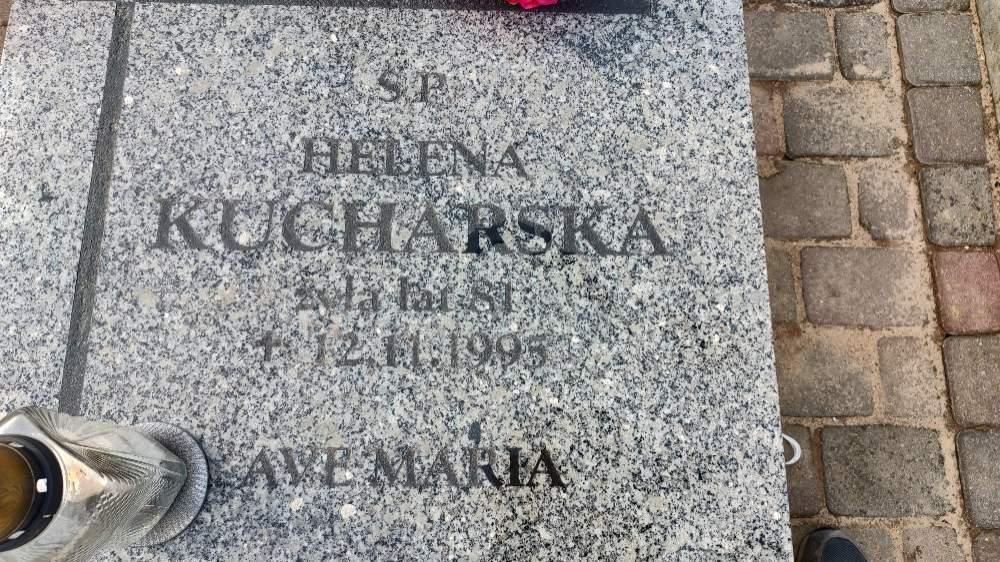 Ś.P.
HELENA
KUCHARSKA
żyła lat 81
+ 12.11.1995
AVE MARIA